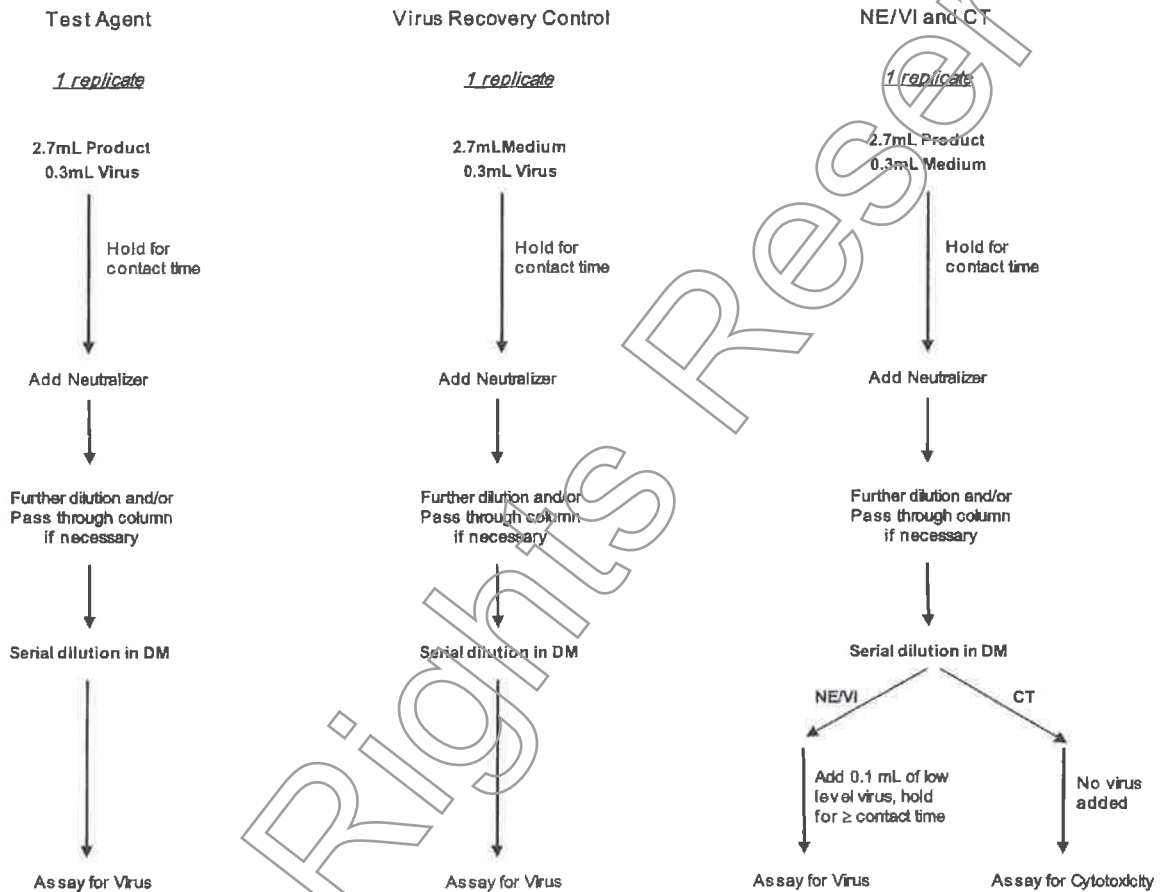 Test Agent
1 replicate
2.7mL Product
0.3mL Virus
Hold for
contact time
Add Neutralizer
Further dilution and/or
Pass through column
if necessary
Serial dilution in DM
Assay for Virus
Virus Recovery Control
1 replicate
2.7mLMedium
0.3mL Virus
Hold for
contact time
Add Neutralizer
Further dilution and/or
Pass through column
if necessary
Serial dilution in DM
Assay for Virus
NE/VI and CT
1 replicate
2.7mL Product
0.3mL Medium
Hold for
contact time
Add Neutralizer
Further dilution and/or
Pass through column
if necessary
Serial dilution in DM
NE/VI
Add 0.1 mL of low
level virus, hold
for ≥ contact time
Assay for Virus
CT
No virus
added
Assay for Cytotoxicity
Rights Reser